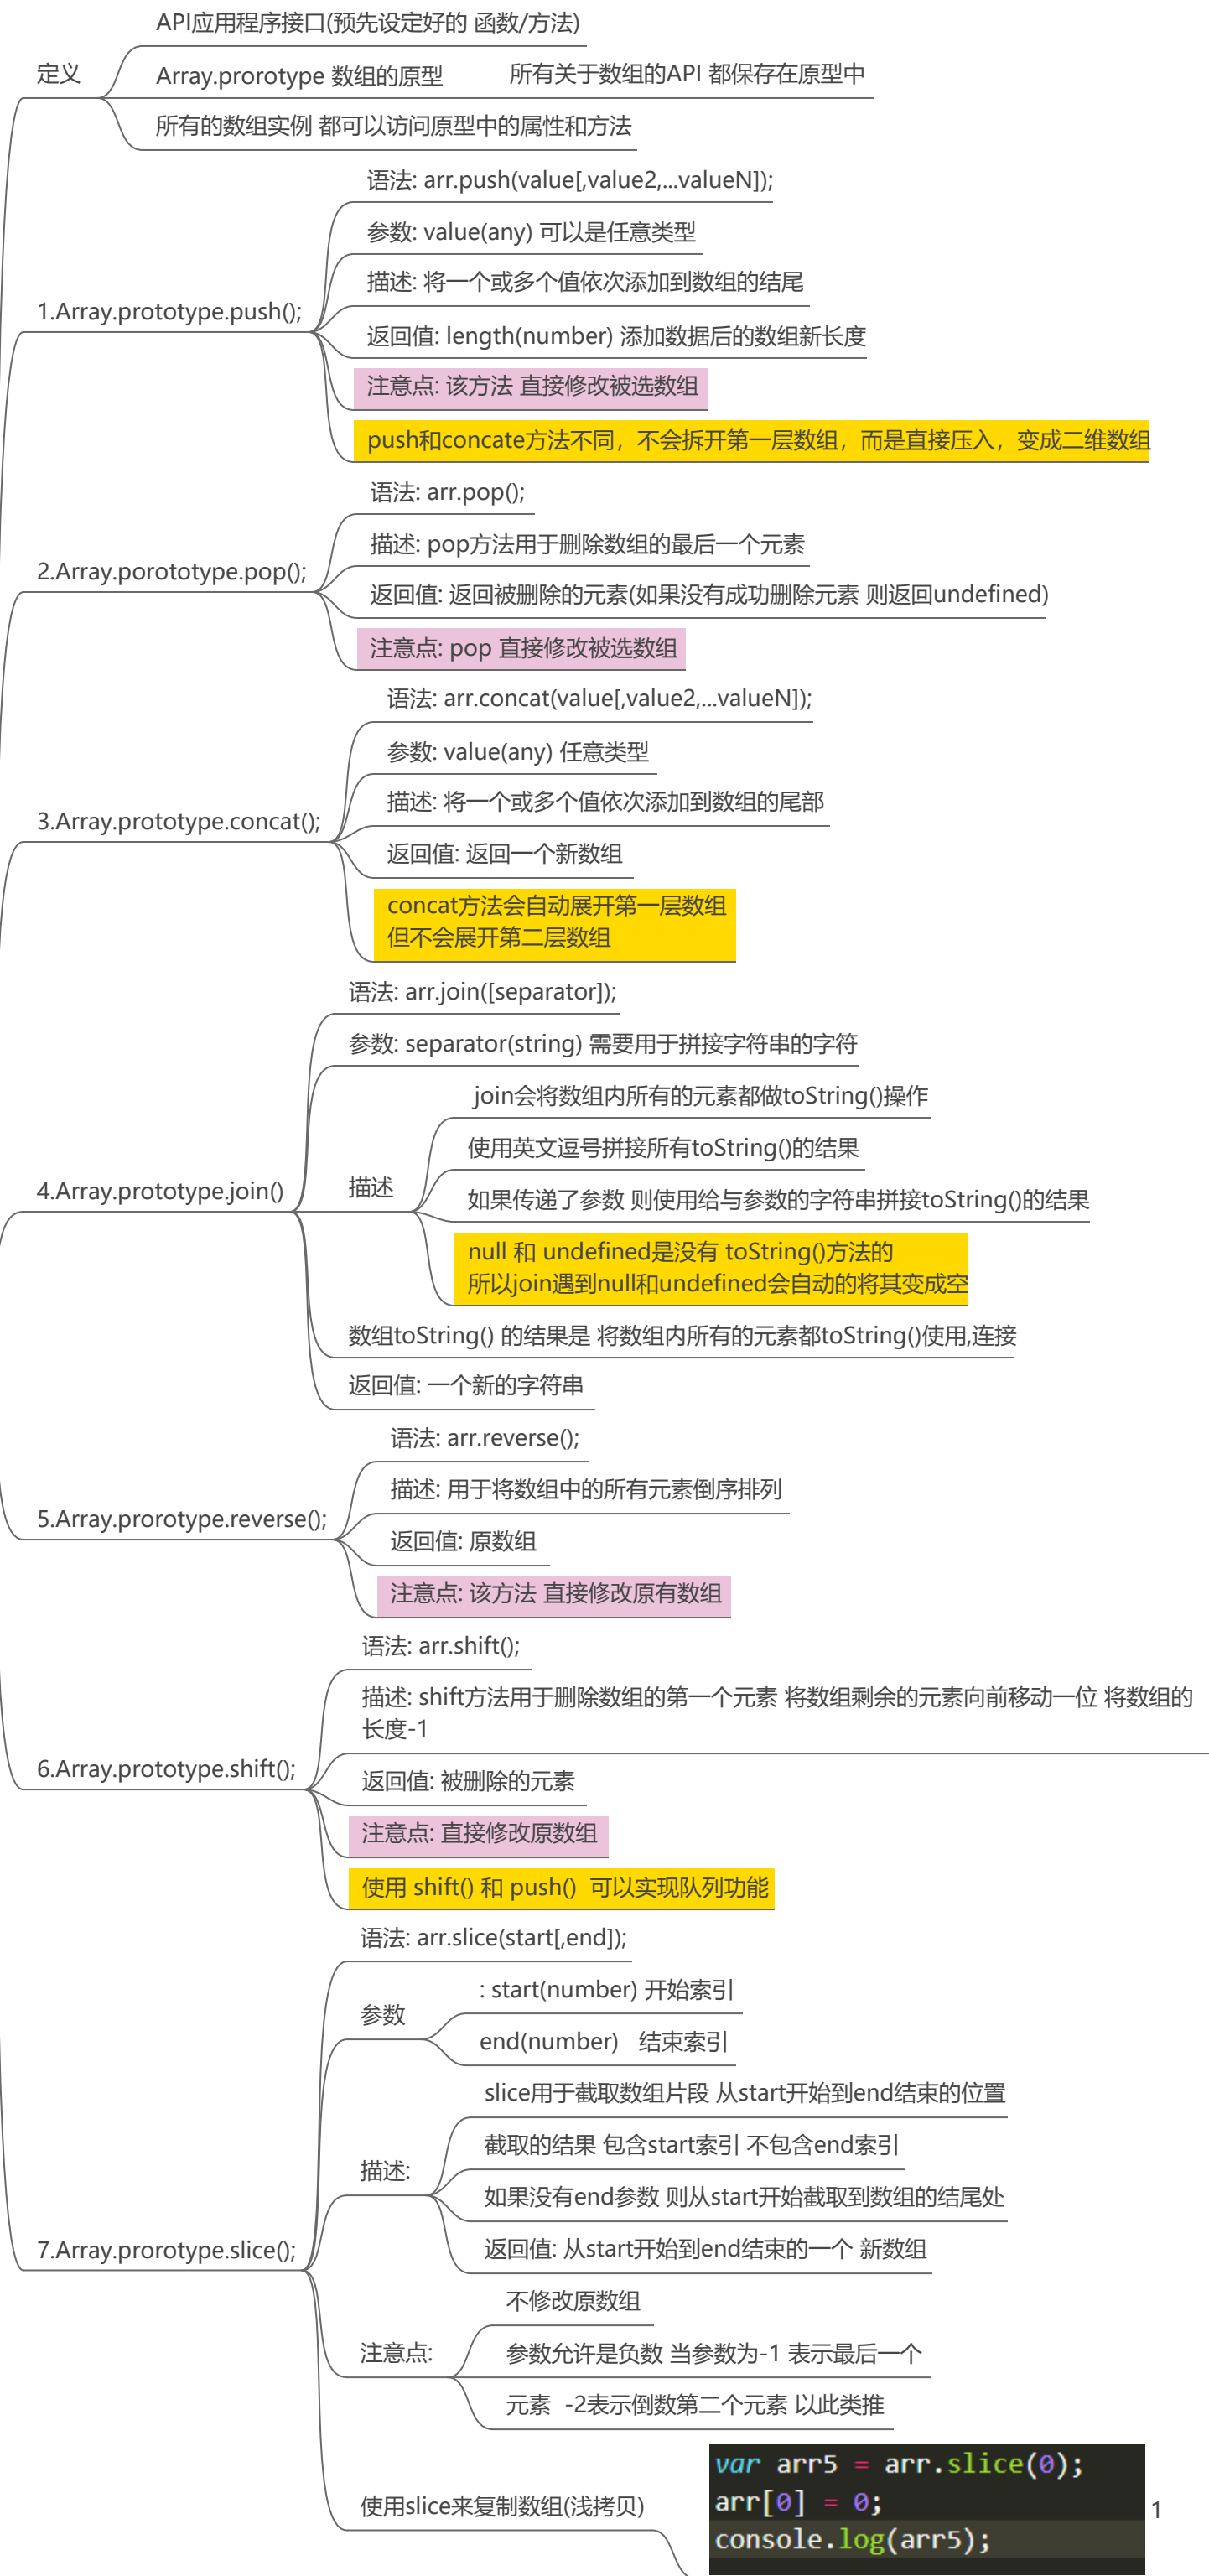 API应用程序接口(预先设定好的 函数/方法)
定义
Array.prorotype 数组的原型
所有关于数组的API 都保存在原型中
所有的数组实例 都可以访问原型中的属性和方法
1.Array.prototype.push();
语法: arr.push(value[,value2,...valueN]);
参数: value(any) 可以是任意类型
描述: 将一个或多个值依次添加到数组的结尾
返回值: length(number) 添加数据后的数组新长度
注意点: 该方法 直接修改被选数组
push和concate方法不同，不会拆开第一层数组，而是直接压入，变成二维数组
2.Array.porototype.pop();
语法: arr.pop();
描述: pop方法用于删除数组的最后一个元素
返回值: 返回被删除的元素(如果没有成功删除元素 则返回undefined)
注意点: pop 直接修改被选数组
3.Array.prototype.concat();
语法: arr.concat(value[,value2,...valueN]);
参数: value(any) 任意类型
描述: 将一个或多个值依次添加到数组的尾部
返回值: 返回一个新数组
concat方法会自动展开第一层数组
但不会展开第二层数组
4.Array.prototype.join()
语法: arr.join([separator]);
参数: separator(string) 需要用于拼接字符串的字符
描述
join会将数组内所有的元素都做toString()操作
使用英文逗号拼接所有toString()的结果
如果传递了参数 则使用给与参数的字符串拼接toString()的结果
null 和 undefined是没有 toString()方法的
所以join遇到null和undefined会自动的将其变成空
数组toString() 的结果是 将数组内所有的元素都toString()使用,连接
返回值: 一个新的字符串
5.Array.prorotype.reverse();
语法: arr.reverse();
描述: 用于将数组中的所有元素倒序排列
返回值: 原数组
注意点: 该方法 直接修改原有数组
6.Array.prototype.shift();
语法: arr.shift();
描述: shift方法用于删除数组的第一个元素 将数组剩余的元素向前移动一位 将数组的
长度-1
返回值: 被删除的元素
注意点: 直接修改原数组
使用 shift() 和 push() 可以实现队列功能
7.Array.prorotype.slice();
语法: arr.slice(start[,end]);
参数
: start(number) 开始索引
end(number) 结束索引
描述:
slice用于截取数组片段 从start开始到end结束的位置
截取的结果 包含start索引 不包含end索引
如果没有end参数 则从start开始截取到数组的结尾处
返回值: 从start开始到end结束的一个 新数组
注意点:
不修改原数组
参数允许是负数 当参数为-1 表示最后一个
元素 -2表示倒数第二个元素 以此类推
使用slice来复制数组(浅拷贝)
var arr5 = arr.slice(0);
arr[0] = 0;
console.log(arr5);
1